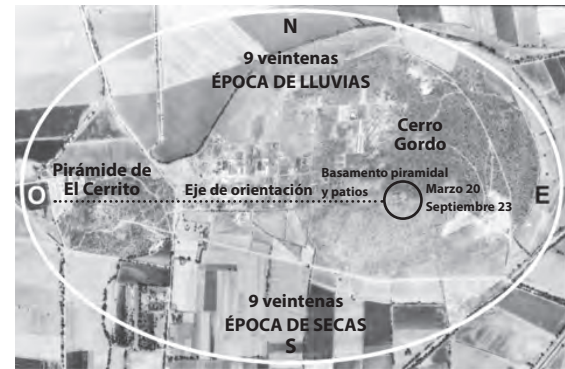 N
9 veintenas
ÉPOCA DE LLUVIAS
Cerro
Gordo
Pirámide de
El Cerrito
Eje de orientación
Basamento piramidal
y patios
Marzo 20
Septiembre 23
O
E
9 veintenas
ÉPOCA DE SECAS
S